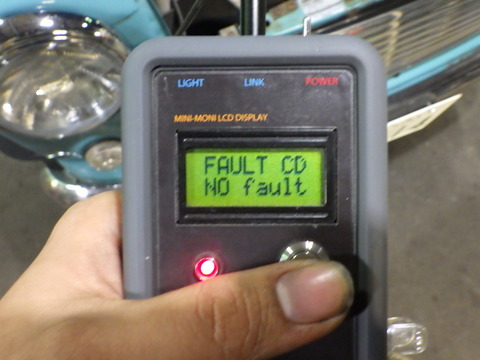 LIGHT LINK POWER
MINI-MONI LCD DISPLAY
FAULT CD
NO fault